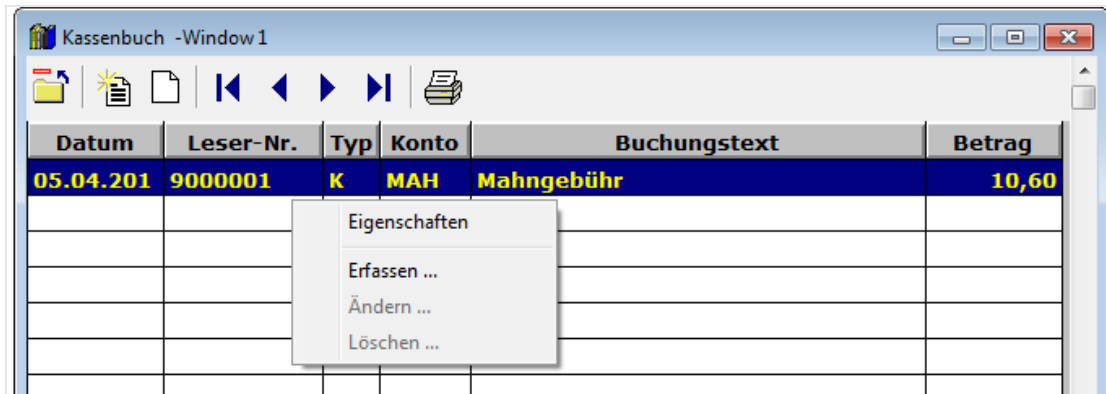 Kassenbuch -Window 1
Datum Leser-Nr. Typ Konto Buchungstext Betrag
05.04.201 9000001 K MAH Mahngebühr 10,60
Eigenschaften
Erfassen ...
Ändern ...
Löschen ...